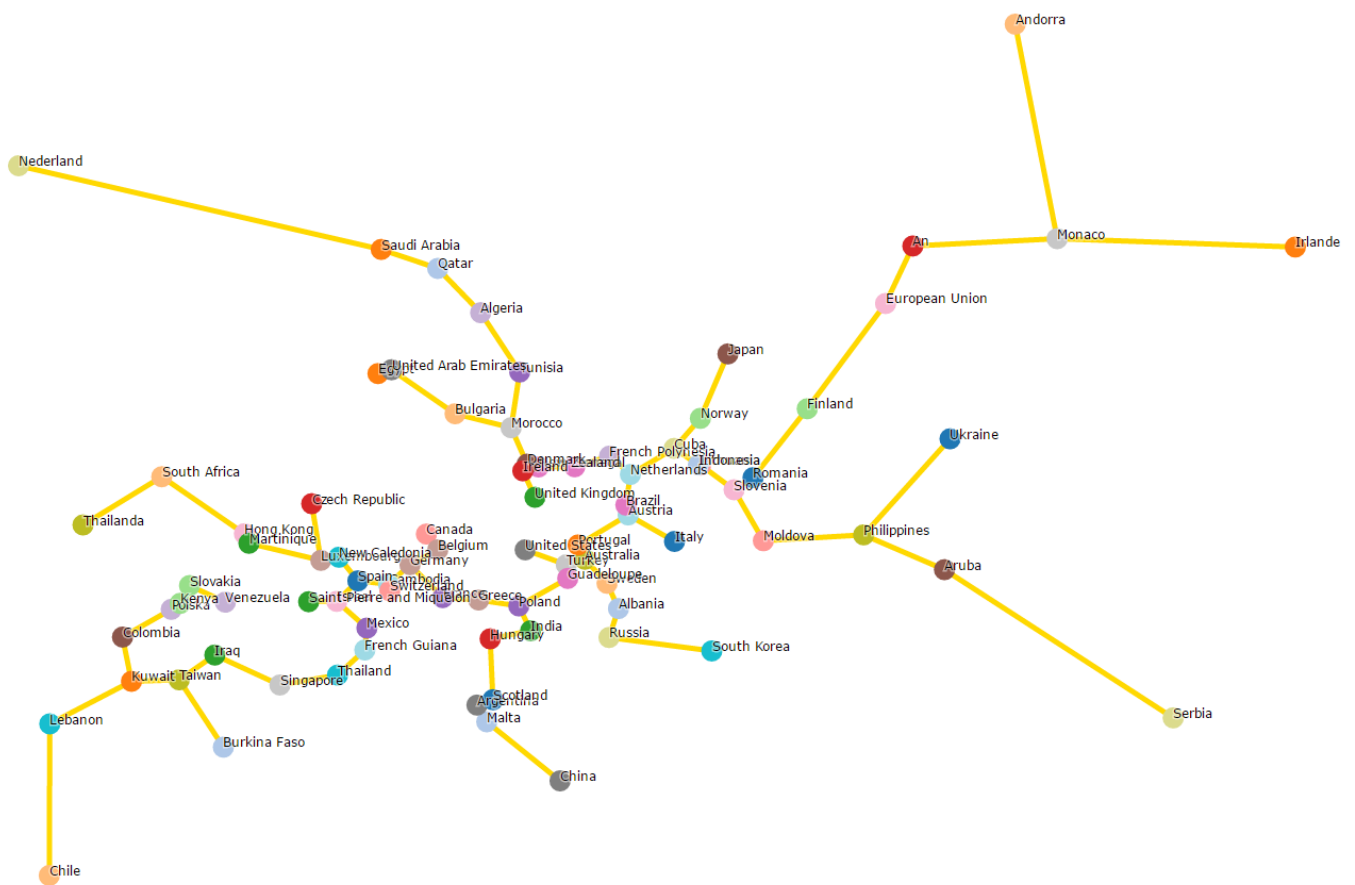 Andorra
Nederland
Monaco
An
Irlande
Saudi Arabia
Qatar
European Union
Algeria
Japan
United Arab Emirates
Egypt
Tunisia
Finland
Bulgaria
Norway
Morocco
Ukraine
Cuba
French Polynesia
Denmark
Indonesia
Ireland
Netherlands
South Africa
Romania
Slovenia
United Kingdom
Czech Republic
Brazil
Austria
Thailanda
Hong Kong
Canada
Philippines
Martinique
Moldova
Italy
Portugal
United States
Belgium
New Caledonia
Luxembourg
Australia
Germany
Turkey
Aruba
Guadeloupe
Spain
Cambodia
Slovakia
Switzerland
Sweden
Kenya
Venezuela
Saint Pierre and Miquelon
France
Greece
Poland
Polska
Albania
Mexico
India
Colombia
Hungary
Russia
French Guiana
South Korea
Iraq
Thailand
Kuwait
Taiwan
Singapore
Scotland
Argentina
Malta
Serbia
Lebanon
Burkina Faso
China
Chile